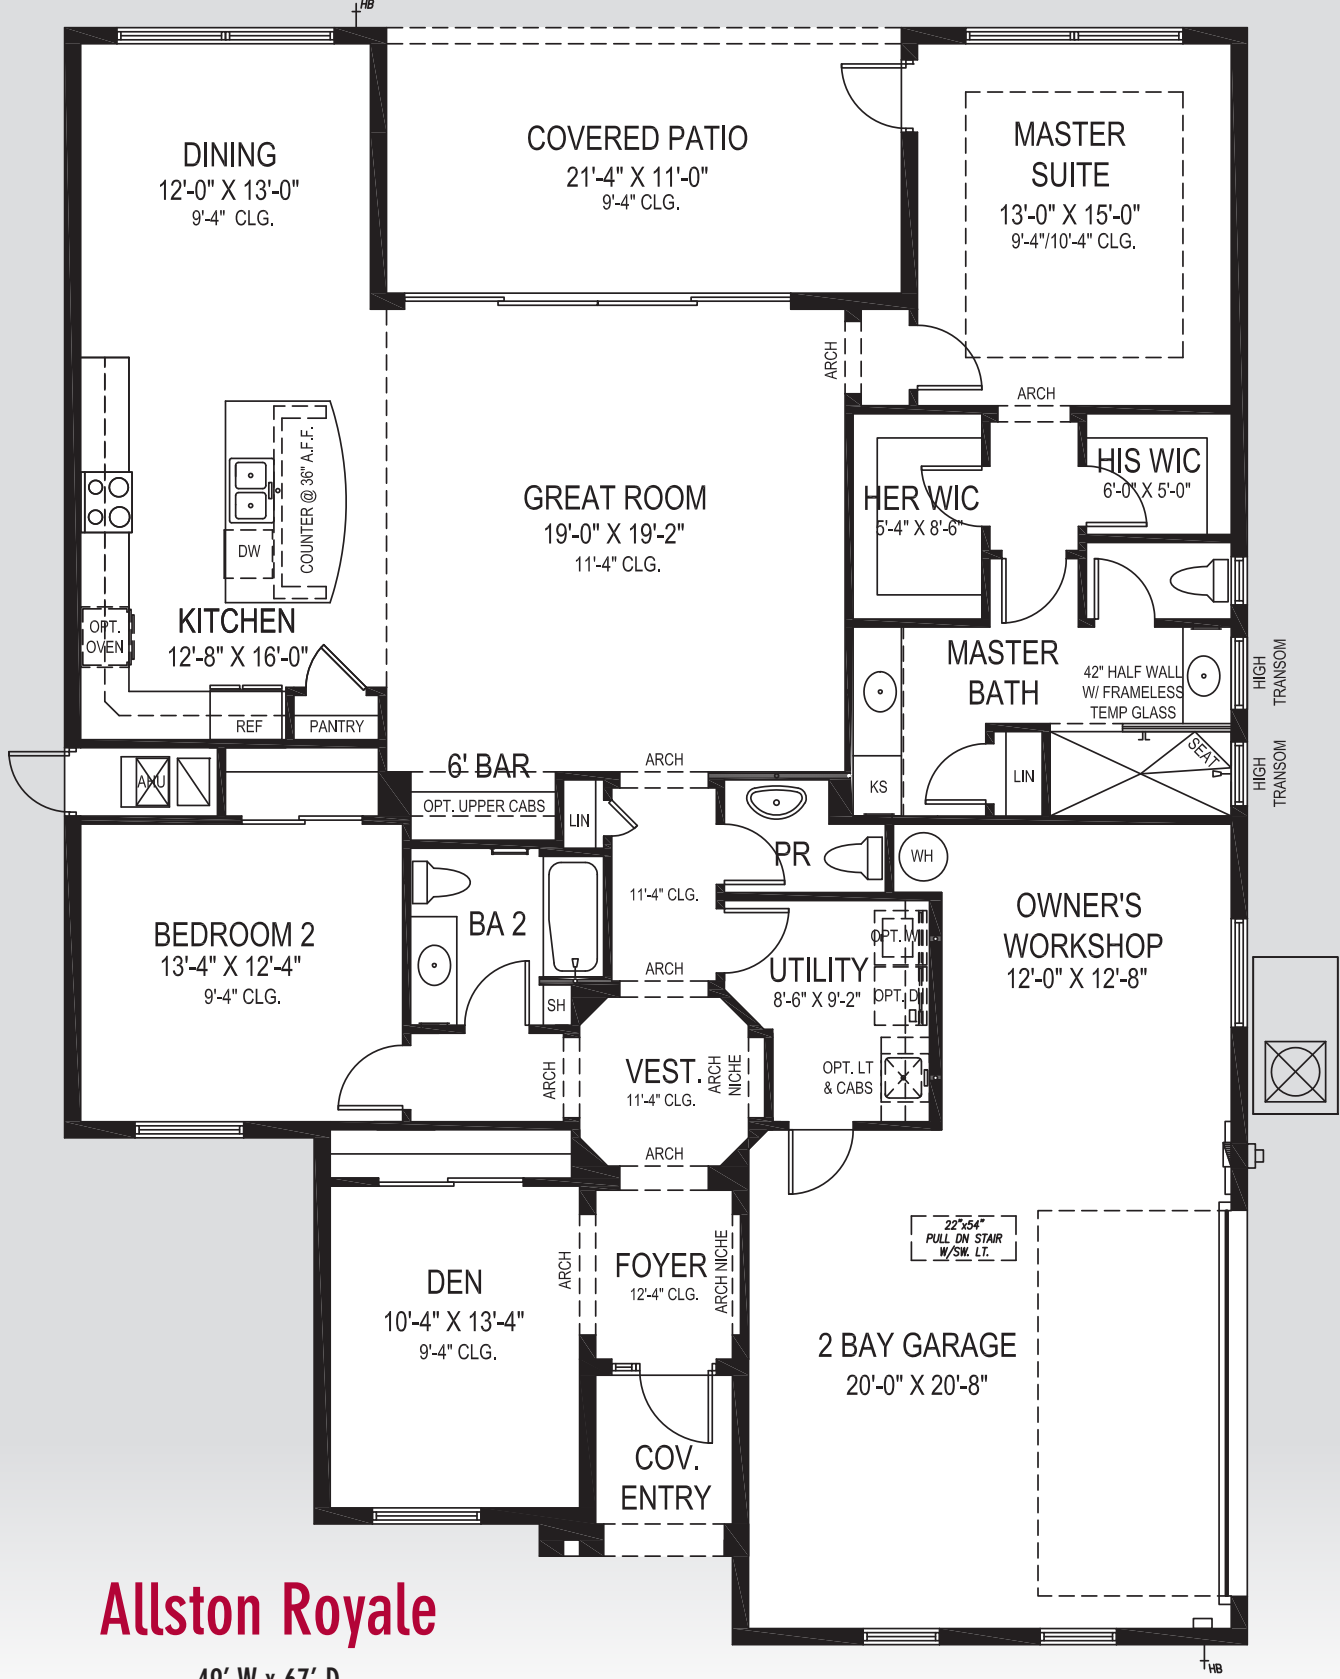 HB
DINING
12'-0" X 13'-0"
9'-4" CLG.
COVERED PATIO
21'-4" X 11'-0"
9'-4" CLG.
MASTER
SUITE
13'-0" X 15'-0"
9'-4"/10'-4" CLG.
ARCH
ARCH
COUNTER @ 36" A.F.F.
DW
GREAT ROOM
19'-0" X 19'-2"
11'-4" CLG.
HER WIC
5'-4" X 8'-6"
HIS WIC
6'-0" X 5'-0"
OPT.
OVEN
KITCHEN
12'-8" X 16'-0"
REF
PANTRY
MASTER
BATH
42" HALF WALL
W/ FRAMELESS
TEMP GLASS
HIGH
TRANSOM
HIGH
TRANSOM
SEAT
LIN
KS
AHU
6' BAR
OPT. UPPER CABS
LIN
ARCH
PR
WH
11'-4" CLG.
BEDROOM 2
13'-4" X 12'-4"
9'-4" CLG.
BA 2
SH
ARCH
OPT. W
UTILITY
8'-6" X 9'-2"
OPT. D
OPT. LT
& CABS
OWNER'S
WORKSHOP
12'-0" X 12'-8"
ARCH
VEST.
11'-4" CLG.
ARCH
NICHE
ARCH
22"x54"
PULL DN STAIR
W/SW. LT.
DEN
10'-4" X 13'-4"
9'-4" CLG.
ARCH
FOYER
12'-4" CLG.
ARCH NICHE
2 BAY GARAGE
20'-0" X 20'-8"
COV.
ENTRY
Allston Royale
49' W x 67' D
HB